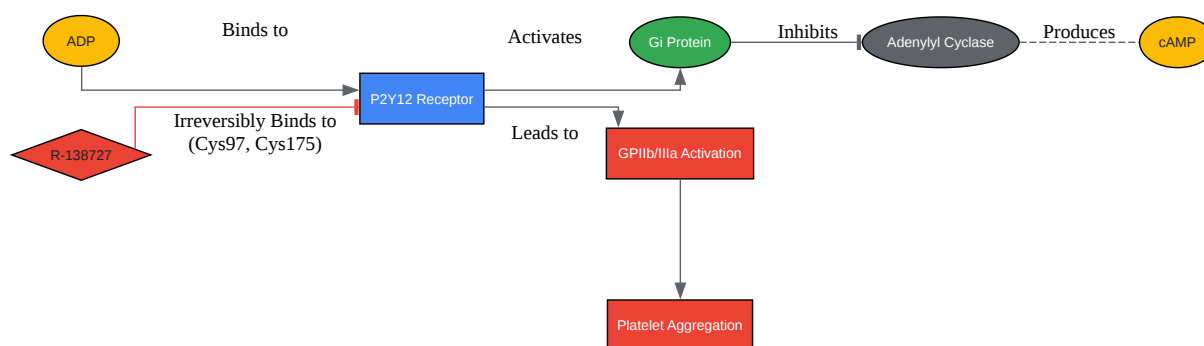 ADP
Binds to
Activates
Gi Protein
Inhibits
Adenylyl Cyclase
Produces
cAMP
P2Y12 Receptor
R-138727
Irreversibly Binds to
(Cys97, Cys175)
Leads to
GPIIb/IIIa Activation
Platelet Aggregation